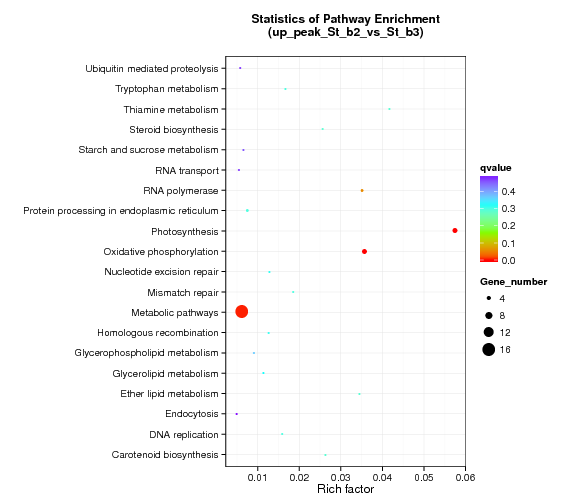 Statistics of Pathway Enrichment
(up_peak_St_b2_vs_St_b3)
Ubiquitin mediated proteolysis
Tryptophan metabolism
Thiamine metabolism
Steroid biosynthesis
Starch and sucrose metabolism
RNA transport
RNA polymerase
Protein processing in endoplasmic reticulum
Photosynthesis
Oxidative phosphorylation
Nucleotide excision repair
Mismatch repair
Metabolic pathways
Homologous recombination
Glycerophospholipid metabolism
Glycerolipid metabolism
Ether lipid metabolism
Endocytosis
DNA replication
Carotenoid biosynthesis
0.01 0.02 0.03 0.04 0.05 0.06
Rich factor
qvalue
0.4
0.3
0.2
0.1
0.0
Gene_number
4
8
12
16